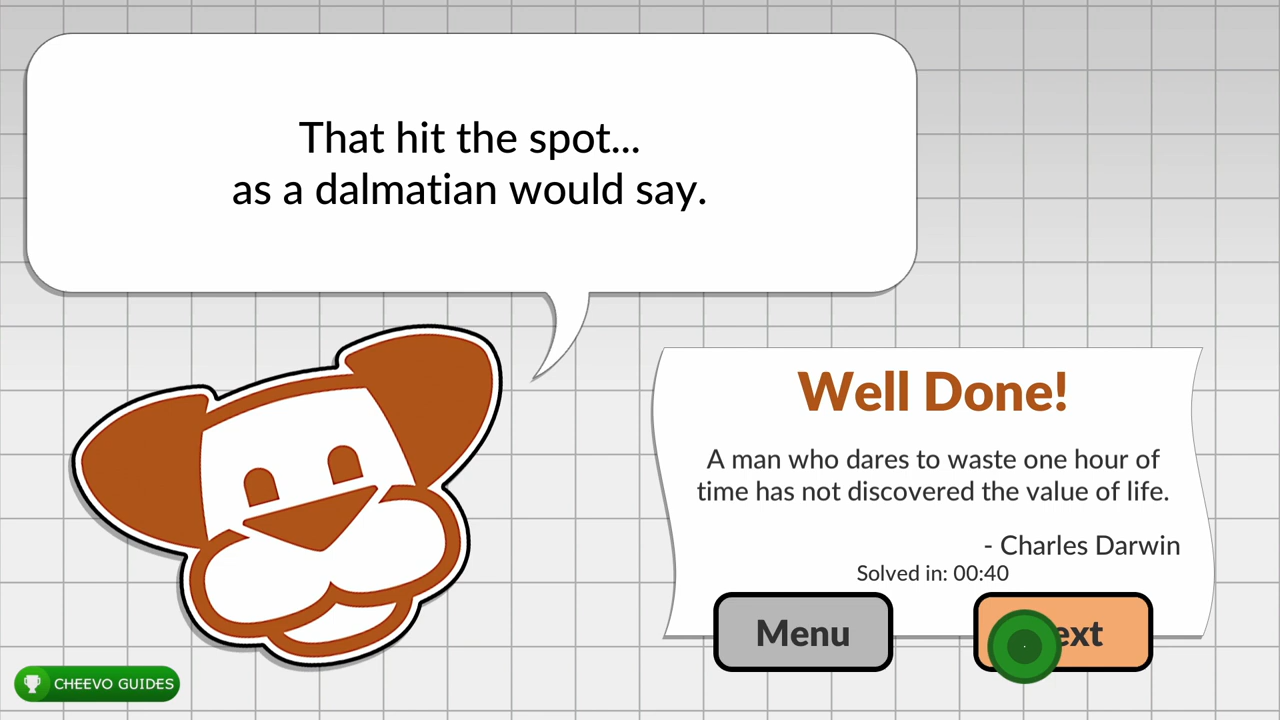 That hit the spot...
as a dalmatian would say.
Well Done!
A man who dares to waste one hour of
time has not discovered the value of life.
- Charles Darwin
Solved in: 00:40
Menu
ext
CHEEVO GUIDES